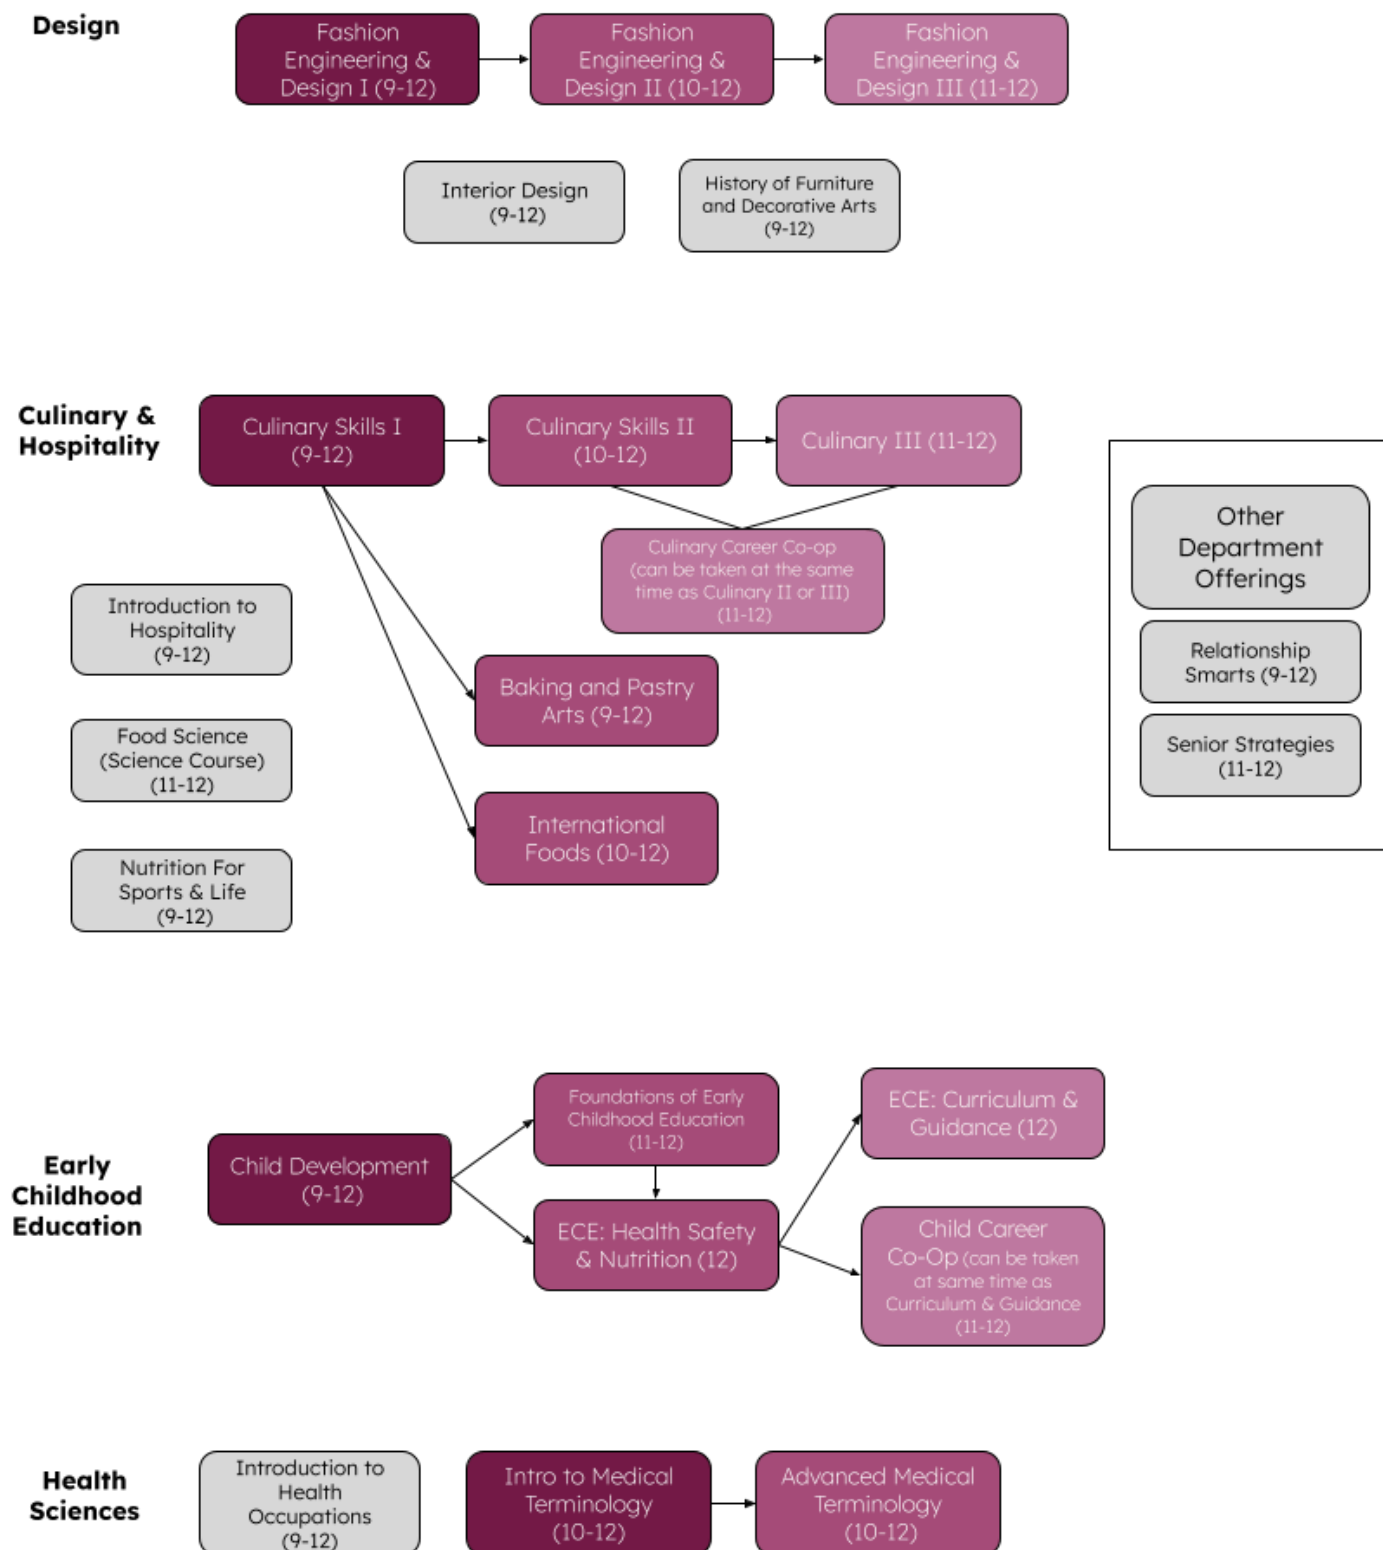 Design
Fashion
Engineering &
Design I (9-12)
Fashion
Engineering &
Design II (10-12)
Fashion
Engineering &
Design III (11-12)
Interior Design
(9-12)
History of Furniture
and Decorative Arts
(9-12)
Culinary &
Hospitality
Culinary Skills I
(9-12)
Culinary Skills II
(10-12)
Culinary III (11-12)
Culinary Career Co-op
(can be taken at the same
time as Culinary II or III)
(11-12)
Introduction to
Hospitality
(9-12)
Food Science
(Science Course)
(11-12)
Nutrition For
Sports & Life
(9-12)
Baking and Pastry
Arts (9-12)
International
Foods (10-12)
Other
Department
Offerings
Relationship
Smarts (9-12)
Senior Strategies
(11-12)
Early
Childhood
Education
Child Development
(9-12)
Foundations of Early
Childhood Education
(11-12)
ECE: Health Safety
& Nutrition (12)
ECE: Curriculum &
Guidance (12)
Child Career
Co-Op (can be taken
at same time as
Curriculum & Guidance
(11-12)
Health
Sciences
Introduction to
Health
Occupations
(9-12)
Intro to Medical
Terminology
(10-12)
Advanced Medical
Terminology
(10-12)